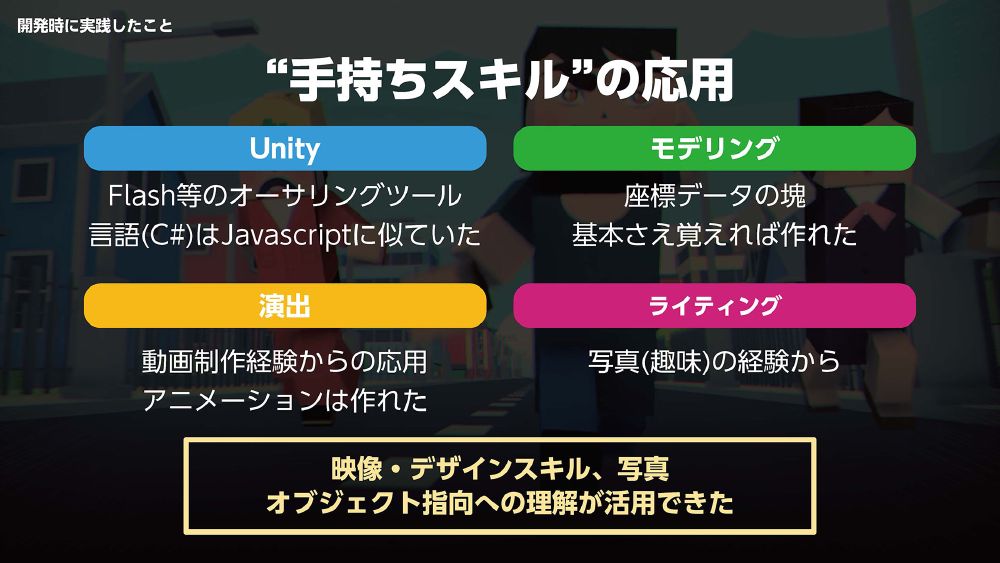 開発時に実践したこと
“手持ちスキル”の応用
Unity
Flash等のオーサリングツール
言語(C#)はJavascriptに似ていた
モデリング
座標データの塊
基本さえ覚えれば作れた
演出
動画制作経験からの応用
アニメーションは作れた
ライティング
写真(趣味)の経験から
映像・デザインスキル、写真
オブジェクト指向への理解が活用できた